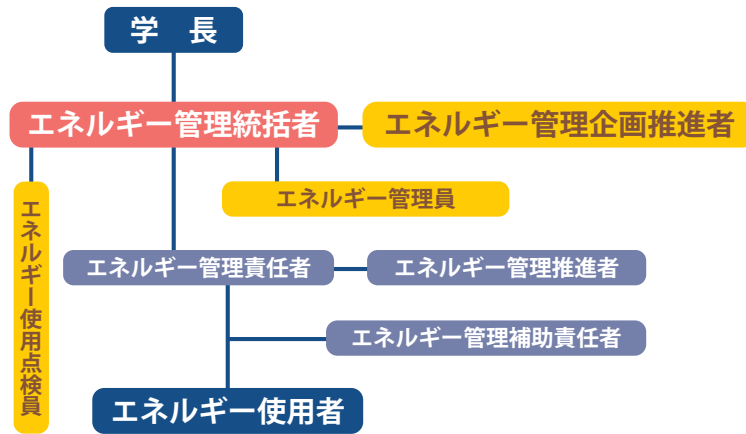 学　長
エネルギー管理統括者
エネルギー管理企画推進者
エネルギー管理員
エネルギー使用点検員
エネルギー管理責任者
エネルギー管理推進者
エネルギー管理補助責任者
エネルギー使用者